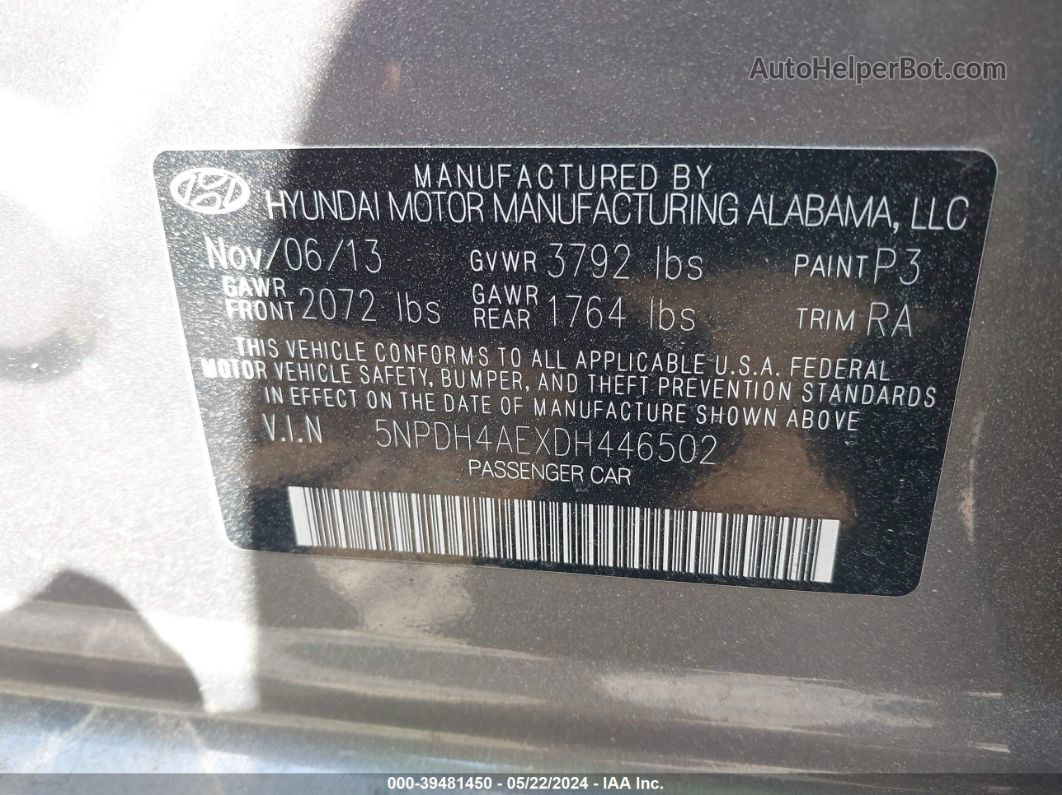 AutoHelperBot.com
MANUFACTURED BY
HYUNDAI MOTOR MANUFACTURING ALABAMA, LLC
Nov/06/13 GVWR 3792 lbs PAINT P3
GAWR FRONT 2072 lbs GAWR REAR 1764 lbs TRIM RA
THIS VEHICLE CONFORMS TO ALL APPLICABLE U.S.A. FEDERAL
MOTOR VEHICLE SAFETY, BUMPER, AND THEFT PREVENTION STANDARDS
IN EFFECT ON THE DATE OF MANUFACTURE SHOWN ABOVE
V.I.N 5NPDH4AEXDH446502
PASSENGER CAR
000-39481450 - 05/22/2024 - IAA Inc.